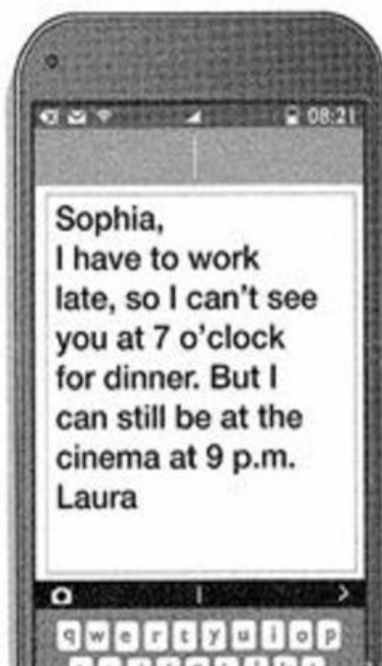 08:21
Sophia,
I have to work
late, so I can't see
you at 7 o'clock
for dinner. But I
can still be at the
cinema at 9 p.m.
Laura
q w e r t y u i o p